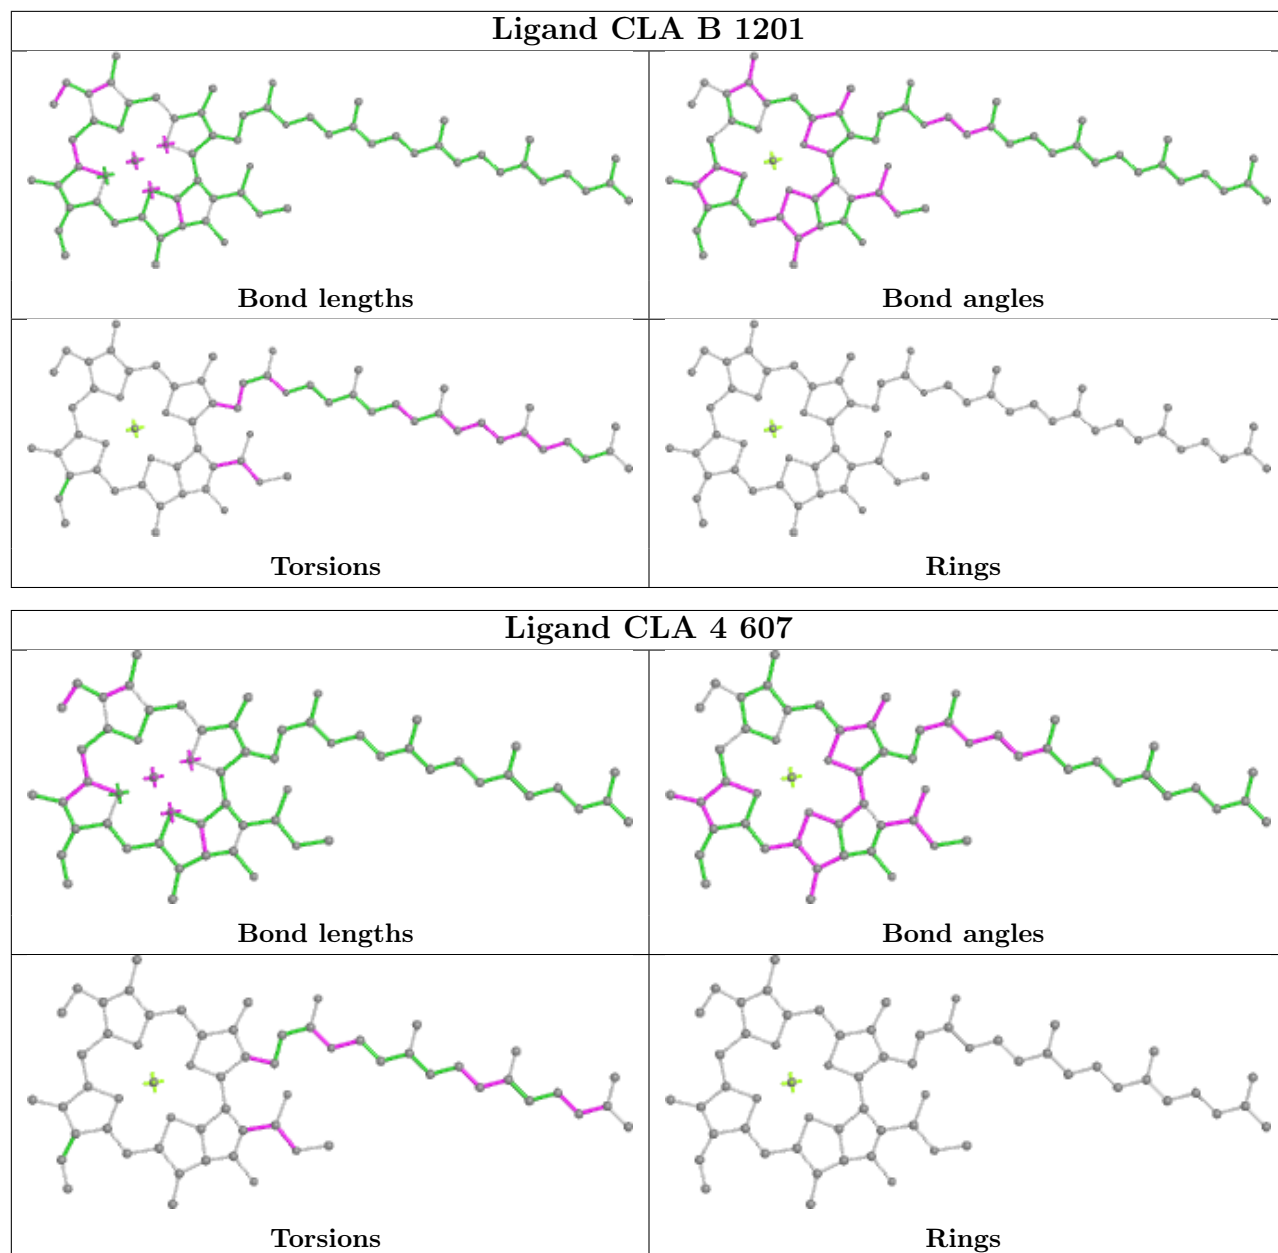 Ligand CLA B 1201
Bond lengths
Bond angles
Torsions
Rings
Ligand CLA 4 607
Bond lengths
Bond angles
Torsions
Rings